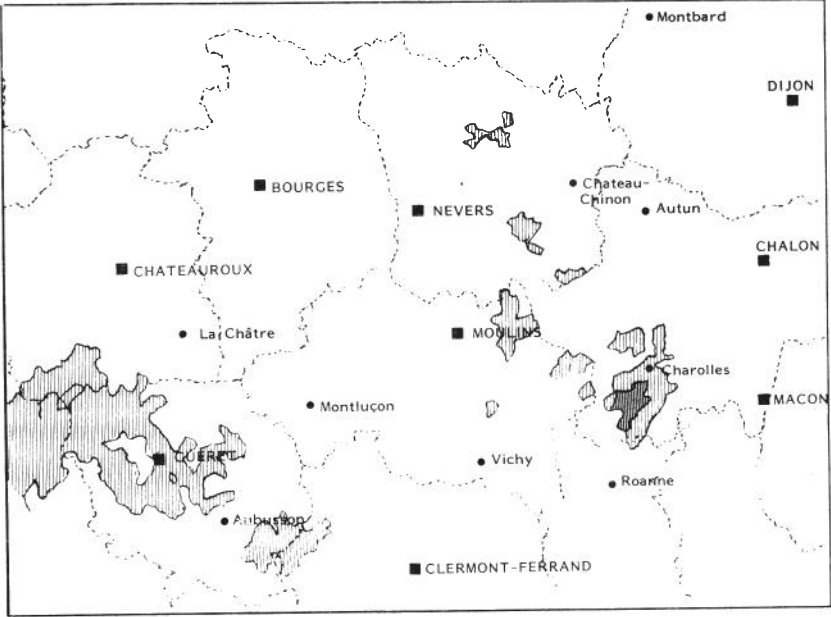 Montbard
DIJON
BOURGES
Chateau-
Chinon
NEVERS
Autun
CHALON
CHATEAUROUX
La Châtre
MOULINS
Charolles
MACON
Montluçon
GUERET
Vichy
Roanne
Aubusson
CLERMONT-FERRAND